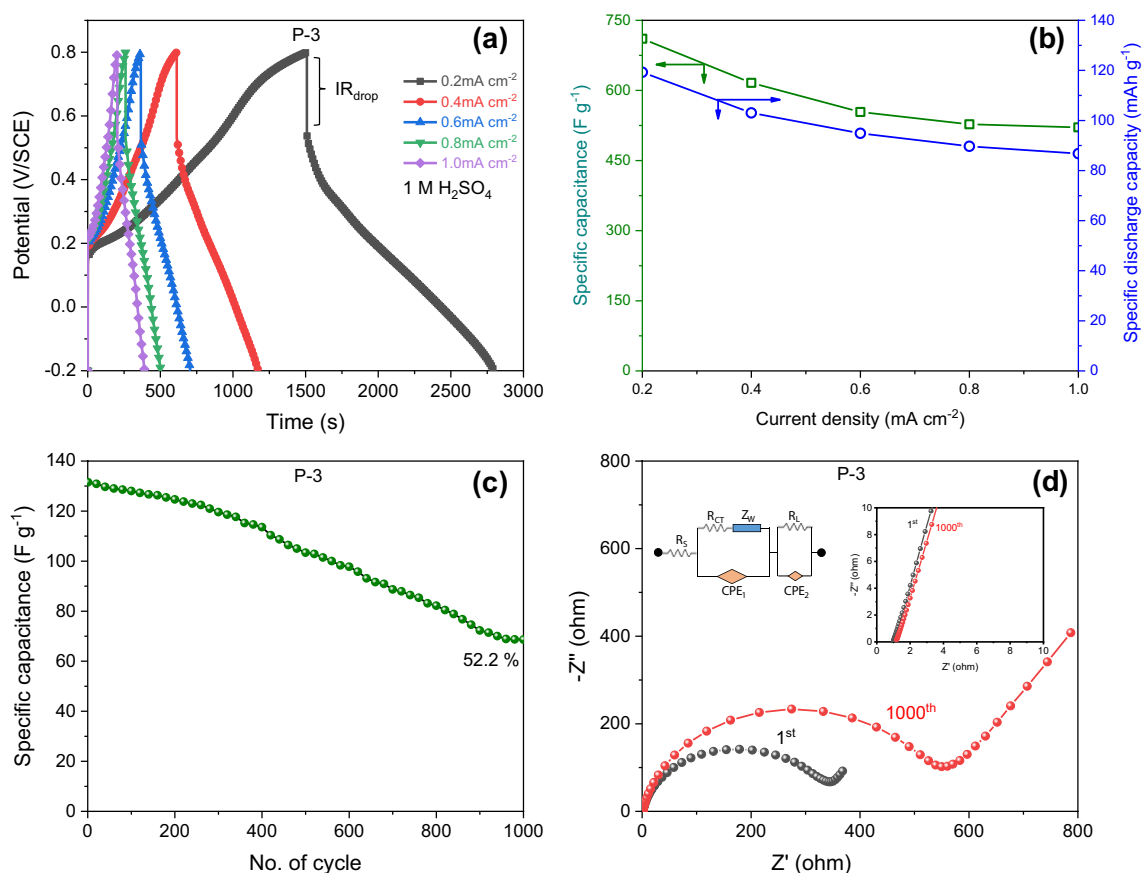 (a)
P-3
IR_drop
0.2mA cm⁻²
0.4mA cm⁻²
0.6mA cm⁻²
0.8mA cm⁻²
1.0mA cm⁻²
1 M H₂SO₄
Potential (V/SCE)
0.8
0.6
0.4
0.2
0.0
-0.2
0 500 1000 1500 2000 2500 3000
Time (s)
(b)
Specific capacitance (F g⁻¹)
750
600
450
300
150
0
Specific discharge capacity (mAh g⁻¹)
140
120
100
80
60
40
20
0
0.2 0.4 0.6 0.8 1.0
Current density (mA cm⁻²)
(c)
P-3
Specific capacitance (F g⁻¹)
140
120
100
80
60
40
20
0
52.2 %
0 200 400 600 800 1000
No. of cycle
(d)
P-3
-Z'' (ohm)
800
600
400
200
0
R_S
R_CT
Z_W
CPE₁
R_L
CPE₂
1ˢᵗ
1000ᵗʰ
-Z'' (ohm)
10
8
6
4
2
0
0 2 4 6 8 10
Z' (ohm)
1ˢᵗ
1000ᵗʰ
0 200 400 600 800
Z' (ohm)